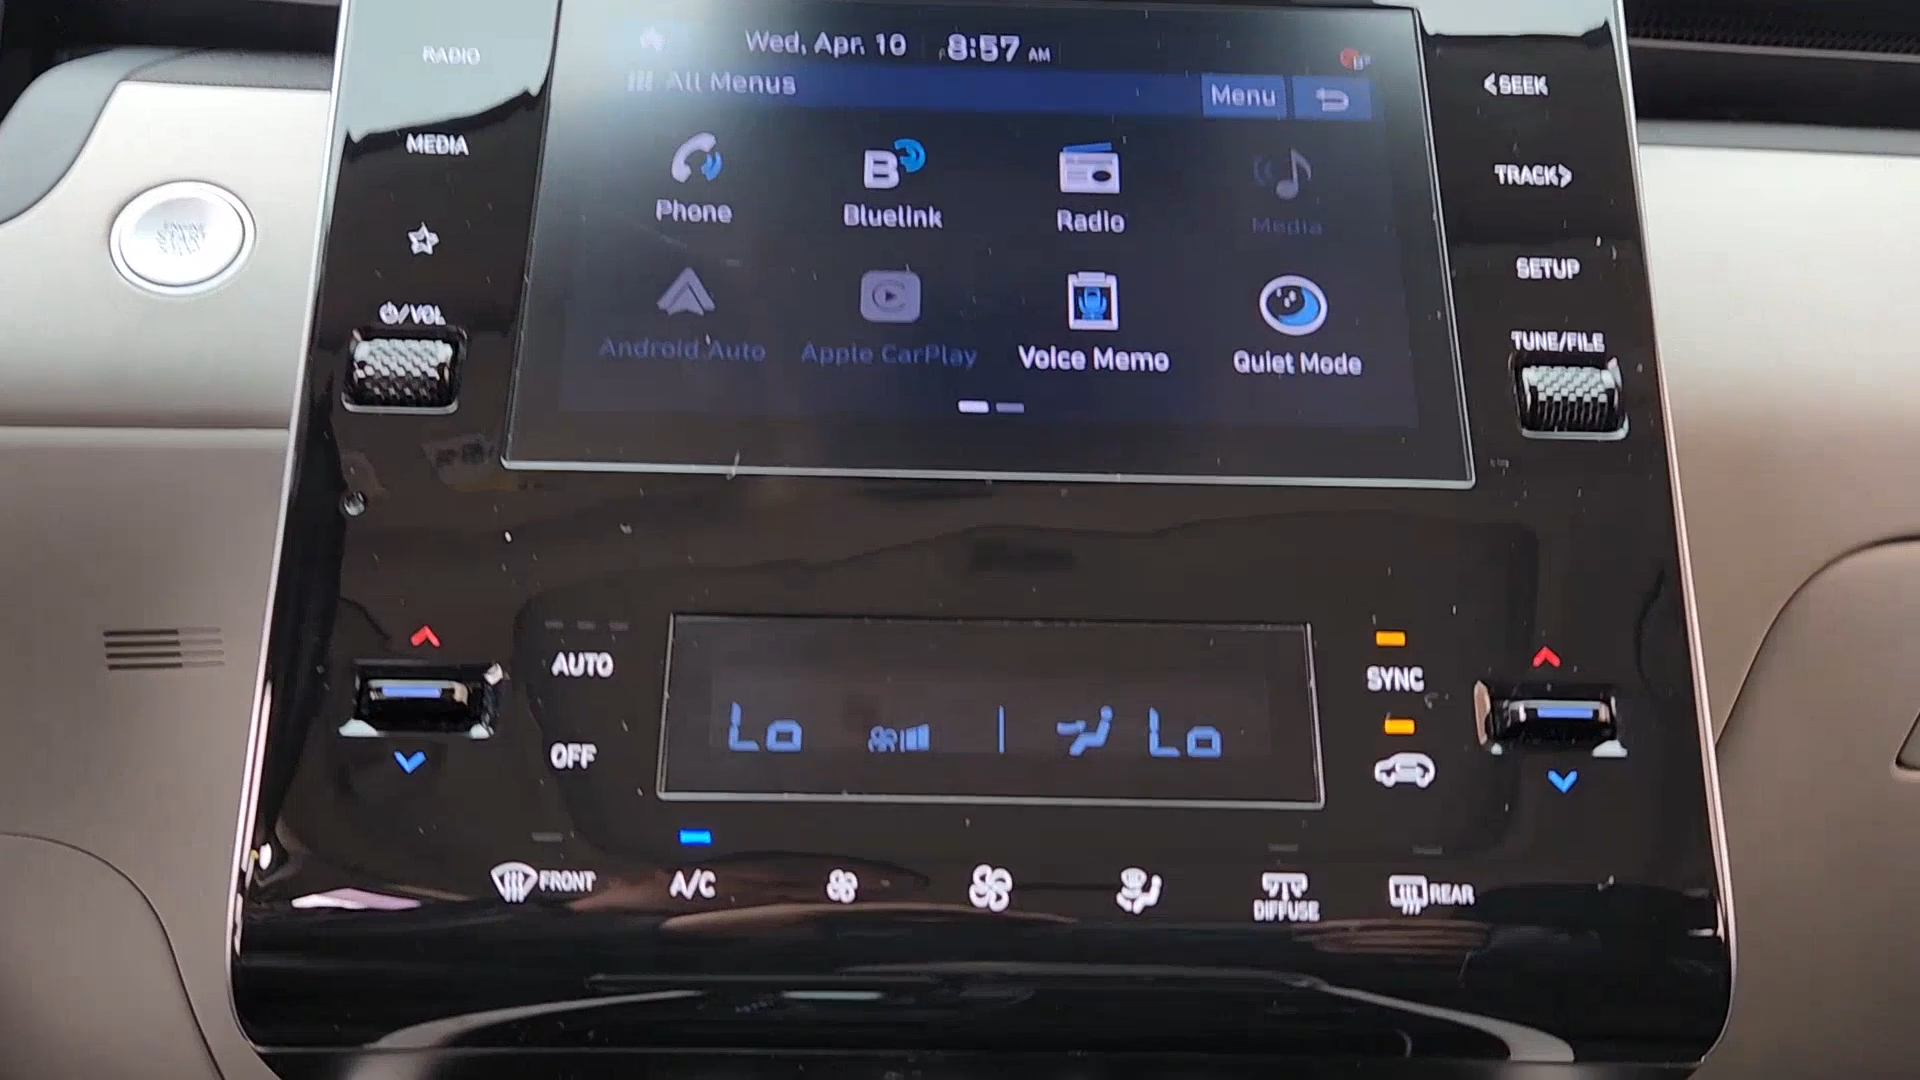 RADIO
MEDIA
/VOL
Wed, Apr. 10 8:57 AM
All Menus
Menu
Phone
Bluelink
Radio
Media
Android Auto
Apple CarPlay
Voice Memo
Quiet Mode
<SEEK
TRACK>
SETUP
TUNE/FILE
START
AUTO
OFF
Lo
Lo
SYNC
FRONT
A/C
DIFFUSE
REAR